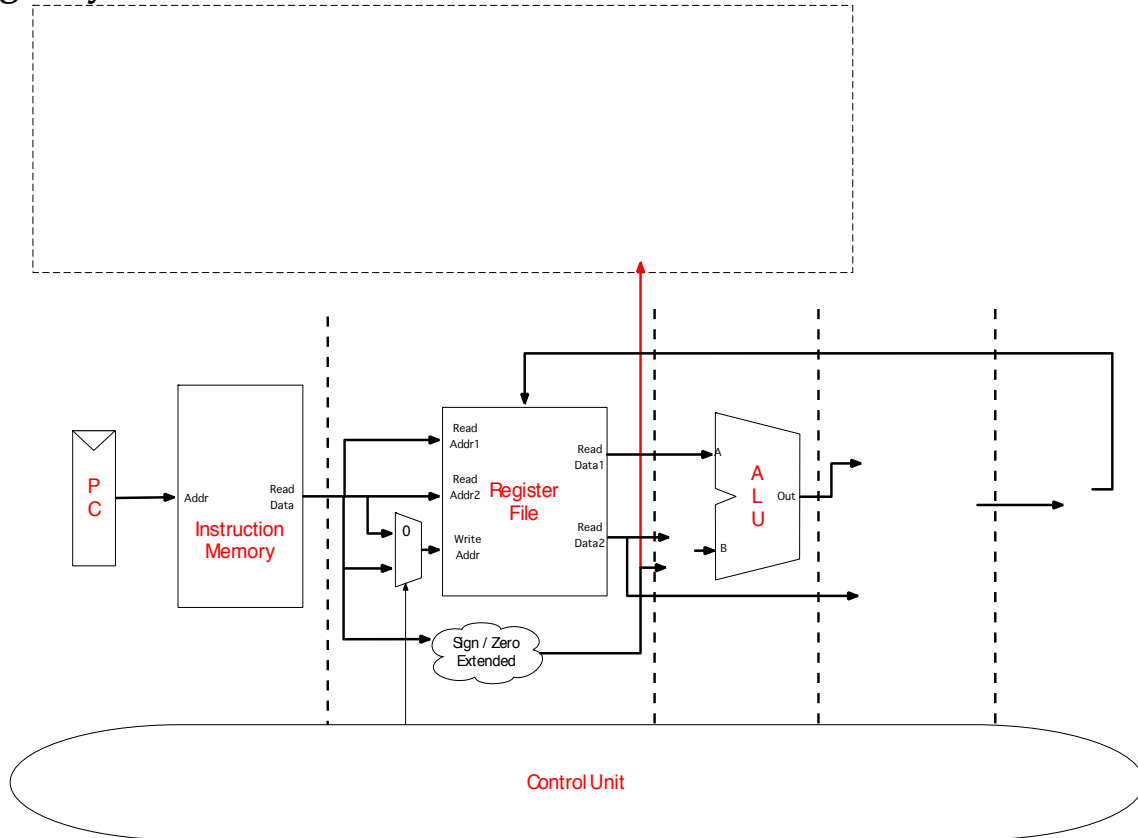 P
C
Addr
Read
Data
Instruction
Memory
0
Read
Addr1
Read
Addr2
Write
Addr
Register
File
Read
Data1
Read
Data2
Sign / Zero
Extended
A
B
A
L
U
Out
Control Unit